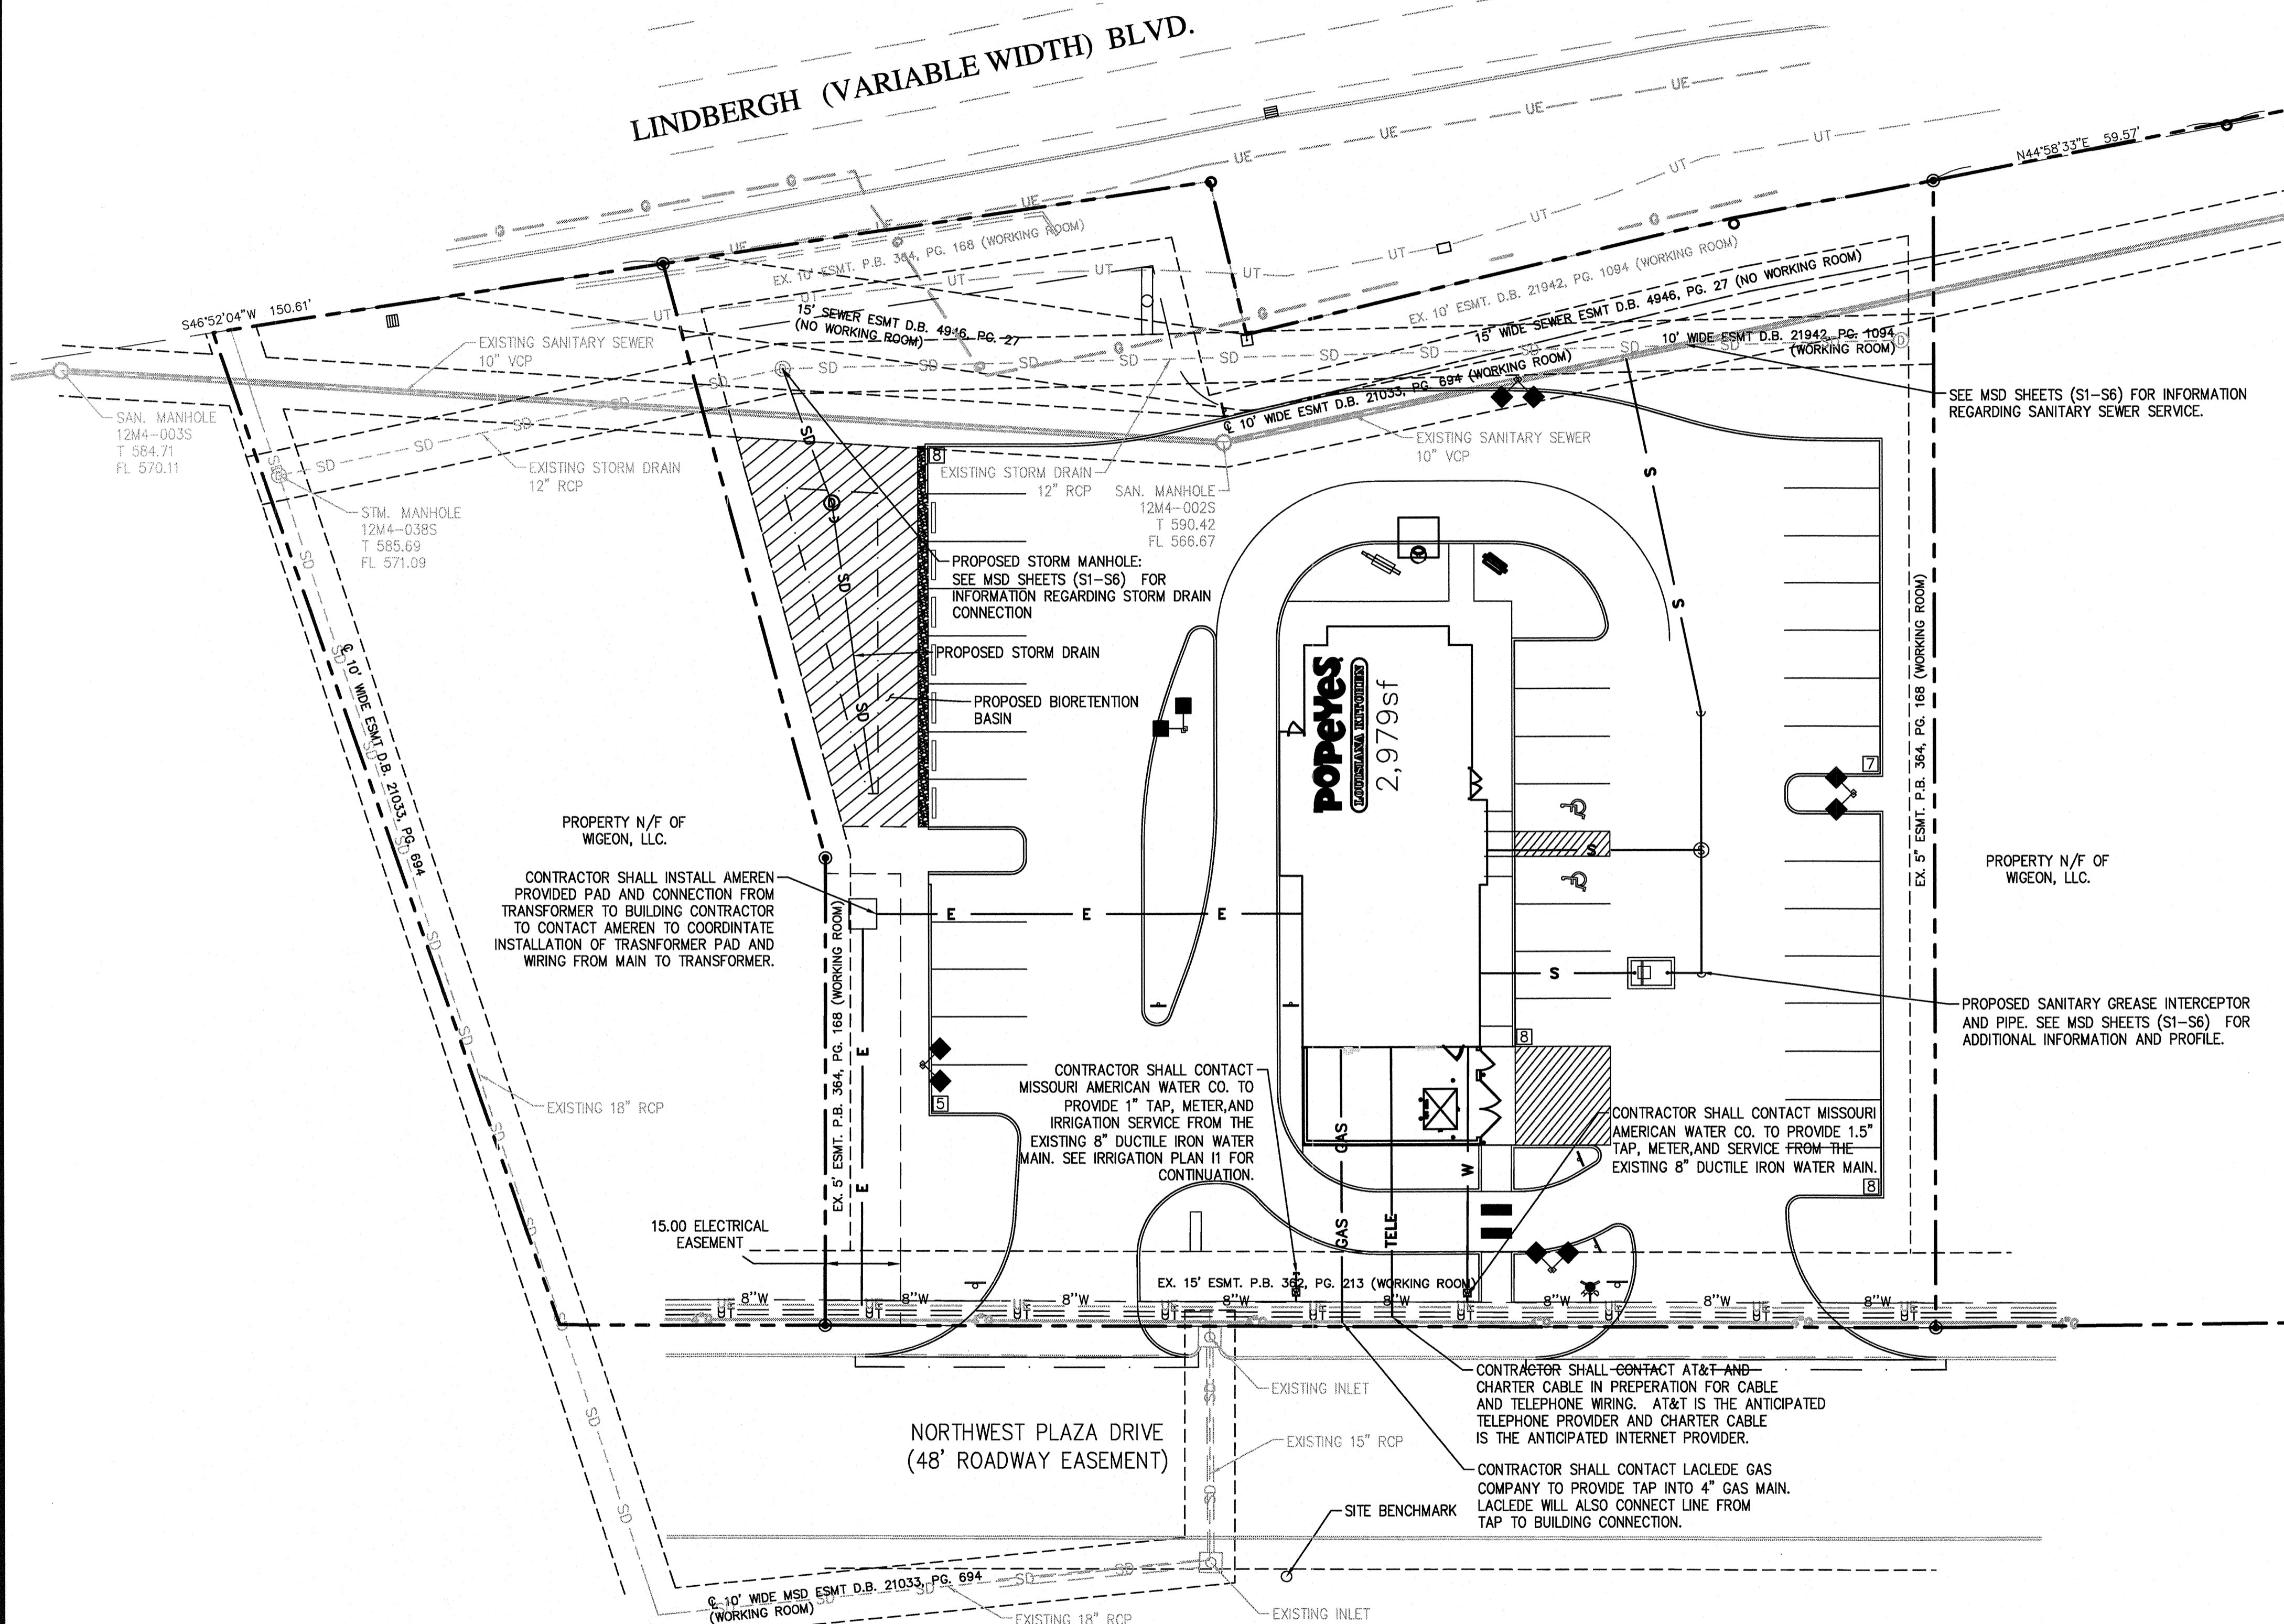 LINDBERGH (VARIABLE WIDTH) BLVD.
N44°58'33"E 59.57'
S46°52'04"W 150.61'
EX. 10' ESMT. P.B. 364, PG. 168 (WORKING ROOM)
EX. 10' ESMT. D.B. 21942, PG. 1094 (WORKING ROOM)
15' SEWER ESMT D.B. 4946, PG. 27
(NO WORKING ROOM)
15' WIDE SEWER ESMT D.B. 4946, PG. 27 (NO WORKING ROOM)
10' WIDE ESMT D.B. 21942, PG. 1094
(WORKING ROOM)
℄ 10' WIDE ESMT D.B. 21033, PG. 694 (WORKING ROOM)
EXISTING SANITARY SEWER
10" VCP
SAN. MANHOLE
12M4-003S
T 584.71
FL 570.11
EXISTING STORM DRAIN
12" RCP
STM. MANHOLE
12M4-038S
T 585.69
FL 571.09
EXISTING STORM DRAIN
12" RCP
SAN. MANHOLE
12M4-002S
T 590.42
FL 566.67
EXISTING SANITARY SEWER
10" VCP
SEE MSD SHEETS (S1-S6) FOR INFORMATION
REGARDING SANITARY SEWER SERVICE.
PROPOSED STORM MANHOLE:
SEE MSD SHEETS (S1-S6) FOR
INFORMATION REGARDING STORM DRAIN
CONNECTION
PROPOSED STORM DRAIN
PROPOSED BIORETENTION
BASIN
POPEYES
LOUISIANA KITCHEN
2,979sf
8
7
EX. 5" ESMT. P.B. 364, PG. 168 (WORKING ROOM)
℄ 10' WIDE ESMT D.B. 21033, PG. 694
PROPERTY N/F OF
WIGEON, LLC.
PROPERTY N/F OF
WIGEON, LLC.
CONTRACTOR SHALL INSTALL AMEREN
PROVIDED PAD AND CONNECTION FROM
TRANSFORMER TO BUILDING CONTRACTOR
TO CONTACT AMEREN TO COORDINTATE
INSTALLATION OF TRASNFORMER PAD AND
WIRING FROM MAIN TO TRANSFORMER.
E E E
EX. 5' ESMT. P.B. 364, PG. 168 (WORKING ROOM)
E
E
S
S
S
S
S
PROPOSED SANITARY GREASE INTERCEPTOR
AND PIPE. SEE MSD SHEETS (S1-S6) FOR
ADDITIONAL INFORMATION AND PROFILE.
8
5
8
CONTRACTOR SHALL CONTACT
MISSOURI AMERICAN WATER CO. TO
PROVIDE 1" TAP, METER,AND
IRRIGATION SERVICE FROM THE
EXISTING 8" DUCTILE IRON WATER
MAIN. SEE IRRIGATION PLAN I1 FOR
CONTINUATION.
CONTRACTOR SHALL CONTACT MISSOURI
AMERICAN WATER CO. TO PROVIDE 1.5"
TAP, METER,AND SERVICE FROM THE
EXISTING 8" DUCTILE IRON WATER MAIN.
EXISTING 18" RCP
GAS
GAS
TELE
W
15.00 ELECTRICAL
EASEMENT
EX. 15' ESMT. P.B. 362, PG. 213 (WORKING ROOM)
8"W 8"W 8"W 8"W 8"W 8"W 8"W 8"W
EXISTING INLET
CONTRACTOR SHALL CONTACT AT&T AND
CHARTER CABLE IN PREPERATION FOR CABLE
AND TELEPHONE WIRING. AT&T IS THE ANTICIPATED
TELEPHONE PROVIDER AND CHARTER CABLE
IS THE ANTICIPATED INTERNET PROVIDER.
NORTHWEST PLAZA DRIVE
(48' ROADWAY EASEMENT)
EXISTING 15" RCP
CONTRACTOR SHALL CONTACT LACLEDE GAS
COMPANY TO PROVIDE TAP INTO 4" GAS MAIN.
LACLEDE WILL ALSO CONNECT LINE FROM
TAP TO BUILDING CONNECTION.
SITE BENCHMARK
℄ 10' WIDE MSD ESMT D.B. 21033, PG. 694
(WORKING ROOM)
EXISTING 18" RCP
EXISTING INLET